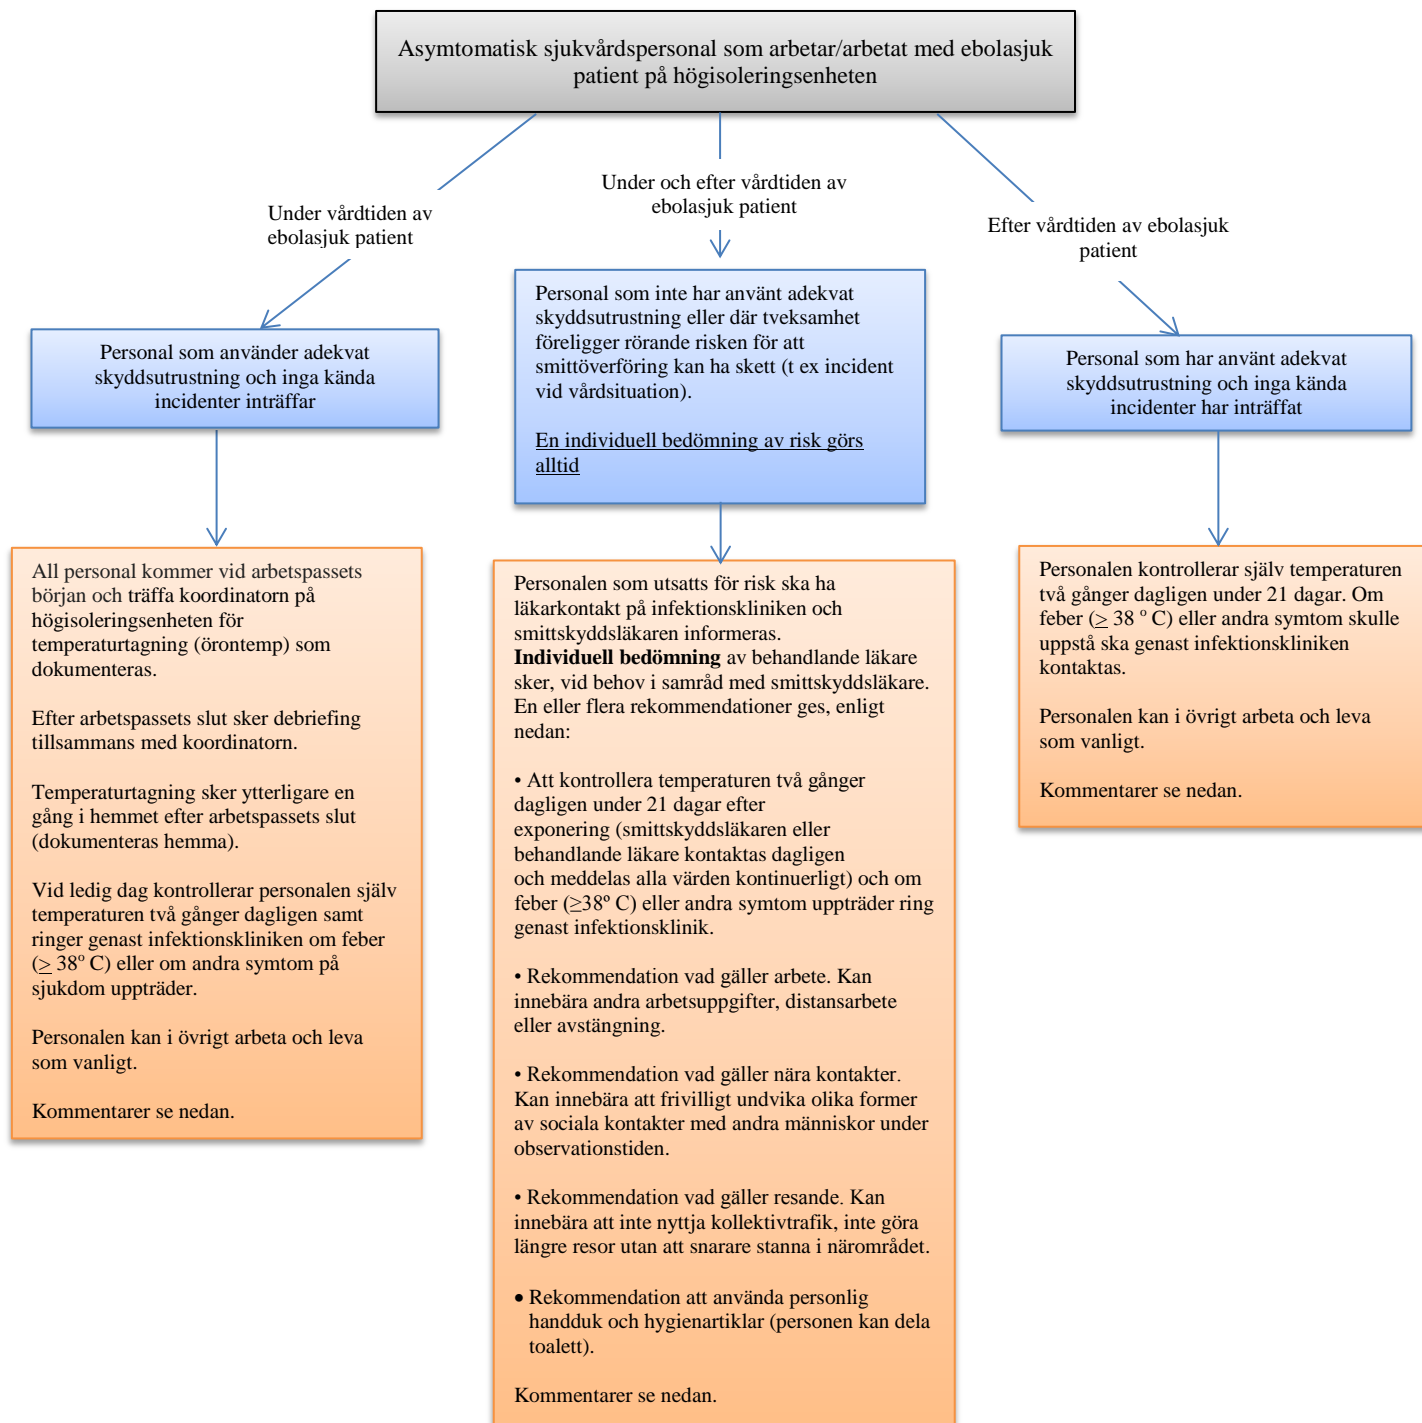 Asymtomatisk sjukvårdspersonal som arbetar/arbetat med ebolasjuk
patient på högisoleringsenheten
Under vårdtiden av
ebolasjuk patient
Under och efter vårdtiden av
ebolasjuk patient
Efter vårdtiden av ebolasjuk
patient
Personal som använder adekvat
skyddsutrustning och inga kända
incidenter inträffar
Personal som inte har använt adekvat
skyddsutrustning eller där tveksamhet
föreligger rörande risken för att
smittöverföring kan ha skett (t ex incident
vid vårdsituation).
En individuell bedömning av risk görs
alltid
Personal som har använt adekvat
skyddsutrustning och inga kända
incidenter har inträffat
All personal kommer vid arbetspassets
början och träffa koordinatorn på
högisoleringsenheten för
temperaturtagning (örontemp) som
dokumenteras.
Efter arbetspassets slut sker debriefing
tillsammans med koordinatorn.
Temperaturtagning sker ytterligare en
gång i hemmet efter arbetspassets slut
(dokumenteras hemma).
Vid ledig dag kontrollerar personalen själv
temperaturen två gånger dagligen samt
ringer genast infektionskliniken om feber
(≥ 38° C) eller om andra symtom på
sjukdom uppträder.
Personalen kan i övrigt arbeta och leva
som vanligt.
Kommentarer se nedan.
Personalen som utsatts för risk ska ha
läkarkontakt på infektionskliniken och
smittskyddsläkaren informeras.
Individuell bedömning av behandlande läkare
sker, vid behov i samråd med smittskyddsläkare.
En eller flera rekommendationer ges, enligt
nedan:
• Att kontrollera temperaturen två gånger
dagligen under 21 dagar efter
exponering (smittskyddsläkaren eller
behandlande läkare kontaktas dagligen
och meddelas alla värden kontinuerligt) och om
feber (≥38º C) eller andra symtom uppträder ring
genast infektionsklinik.
• Rekommendation vad gäller arbete. Kan
innebära andra arbetsuppgifter, distansarbete
eller avstängning.
• Rekommendation vad gäller nära kontakter.
Kan innebära att frivilligt undvika olika former
av sociala kontakter med andra människor under
observationstiden.
• Rekommendation vad gäller resande. Kan
innebära att inte nyttja kollektivtrafik, inte göra
längre resor utan att snarare stanna i närområdet.
• Rekommendation att använda personlig
handduk och hygienartiklar (personen kan dela
toalett).
Kommentarer se nedan.
Personalen kontrollerar själv temperaturen
två gånger dagligen under 21 dagar. Om
feber (≥ 38 ° C) eller andra symtom skulle
uppstå ska genast infektionskliniken
kontaktas.
Personalen kan i övrigt arbeta och leva
som vanligt.
Kommentarer se nedan.